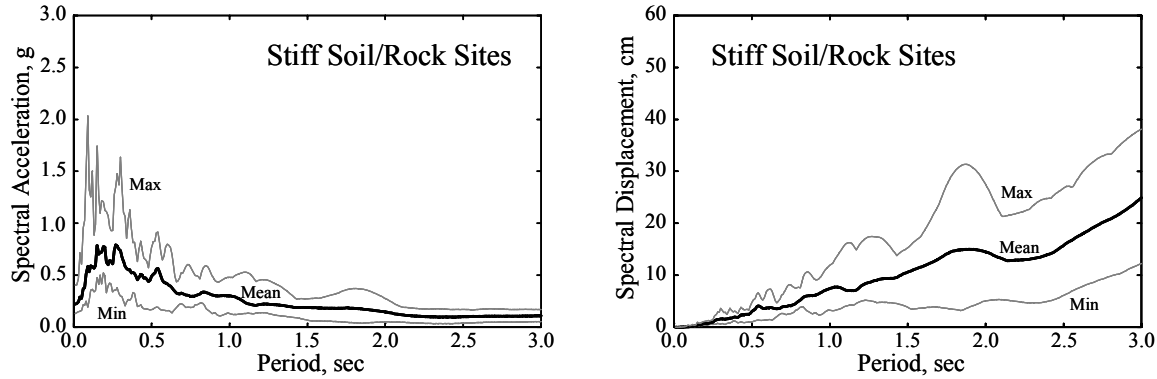 Stiff Soil/Rock Sites
Spectral Acceleration, g
3.0
2.5
2.0
1.5
1.0
0.5
0.0
Max
Mean
Min
0.0 0.5 1.0 1.5 2.0 2.5 3.0
Period, sec
Stiff Soil/Rock Sites
Spectral Displacement, cm
60
50
40
30
20
10
0
Max
Mean
Min
0.0 0.5 1.0 1.5 2.0 2.5 3.0
Period, sec